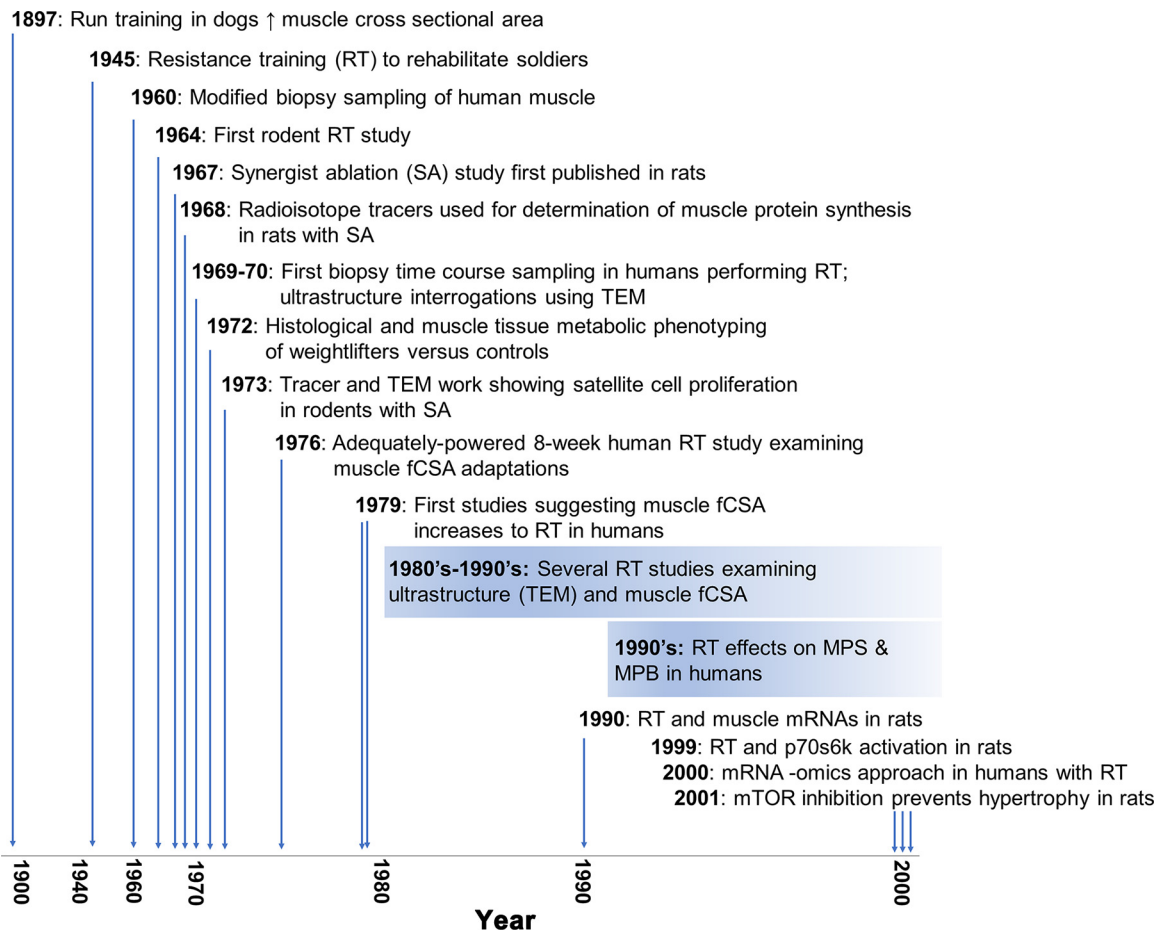 1897: Run training in dogs ↑ muscle cross sectional area
1945: Resistance training (RT) to rehabilitate soldiers
1960: Modified biopsy sampling of human muscle
1964: First rodent RT study
1967: Synergist ablation (SA) study first published in rats
1968: Radioisotope tracers used for determination of muscle protein synthesis
in rats with SA
1969-70: First biopsy time course sampling in humans performing RT;
ultrastructure interrogations using TEM
1972: Histological and muscle tissue metabolic phenotyping
of weightlifters versus controls
1973: Tracer and TEM work showing satellite cell proliferation
in rodents with SA
1976: Adequately-powered 8-week human RT study examining
muscle fCSA adaptations
1979: First studies suggesting muscle fCSA
increases to RT in humans
1980's-1990's: Several RT studies examining
ultrastructure (TEM) and muscle fCSA
1990's: RT effects on MPS &
MPB in humans
1990: RT and muscle mRNAs in rats
1999: RT and p70s6k activation in rats
2000: mRNA -omics approach in humans with RT
2001: mTOR inhibition prevents hypertrophy in rats
1900
1940
1960
1970
1980
1990
2000
Year